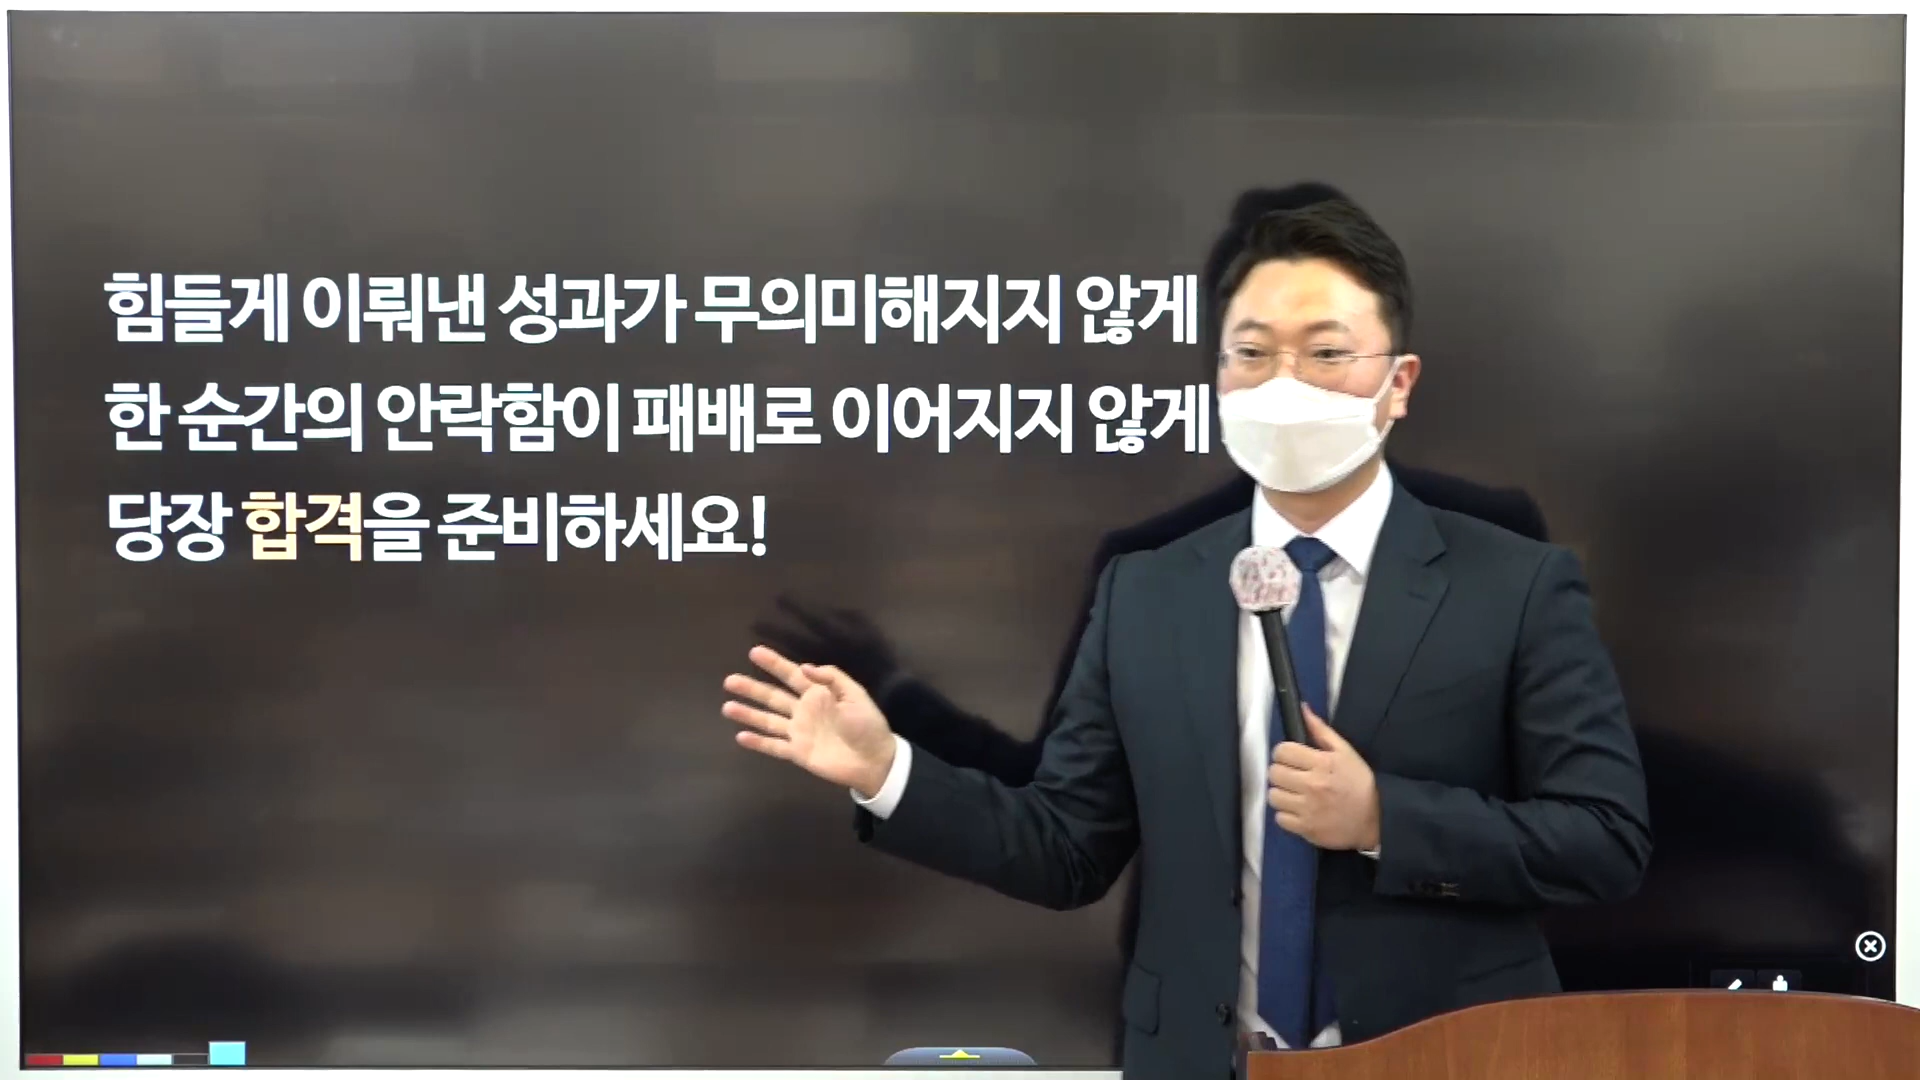 힘들게 이뤄낸 성과가 무의미해지지 않게
한 순간의 안락함이 패배로 이어지지 않게
당장 합격을 준비하세요!